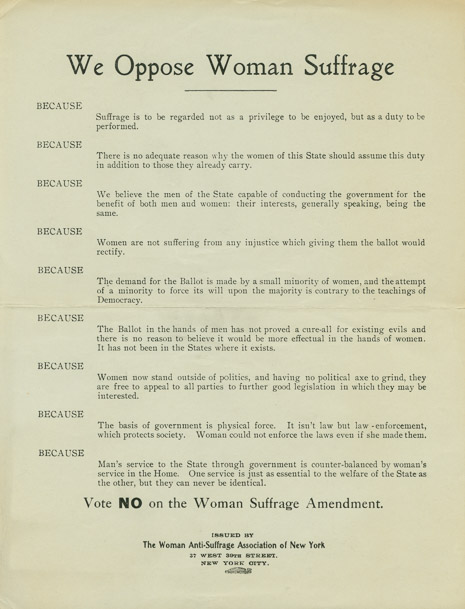 We Oppose Woman Suffrage
BECAUSE
Suffrage is to be regarded not as a privilege to be enjoyed, but as a duty to be
performed.
BECAUSE
There is no adequate reason why the women of this State should assume this duty
in addition to those they already carry.
BECAUSE
We believe the men of the State capable of conducting the government for the
benefit of both men and women: their interests, generally speaking, being the
same.
BECAUSE
Women are not suffering from any injustice which giving them the ballot would
rectify.
BECAUSE
The demand for the Ballot is made by a small minority of women, and the attempt
of a minority to force its will upon the majority is contrary to the teachings of
Democracy.
BECAUSE
The Ballot in the hands of men has not proved a cure-all for existing evils and
there is no reason to believe it would be more effectual in the hands of women.
It has not been in the States where it exists.
BECAUSE
Women now stand outside of politics, and having no political axe to grind, they
are free to appeal to all parties to further good legislation in which they may be
interested.
BECAUSE
The basis of government is physical force. It isn't law but law-enforcement,
which protects society. Woman could not enforce the laws even if she made them.
BECAUSE
Man's service to the State through government is counter-balanced by woman's
service in the Home. One service is just as essential to the welfare of the State as
the other, but they can never be identical.
Vote NO on the Woman Suffrage Amendment.
ISSUED BY
The Woman Anti-Suffrage Association of New York
37 WEST 39TH STREET.
NEW YORK CITY.